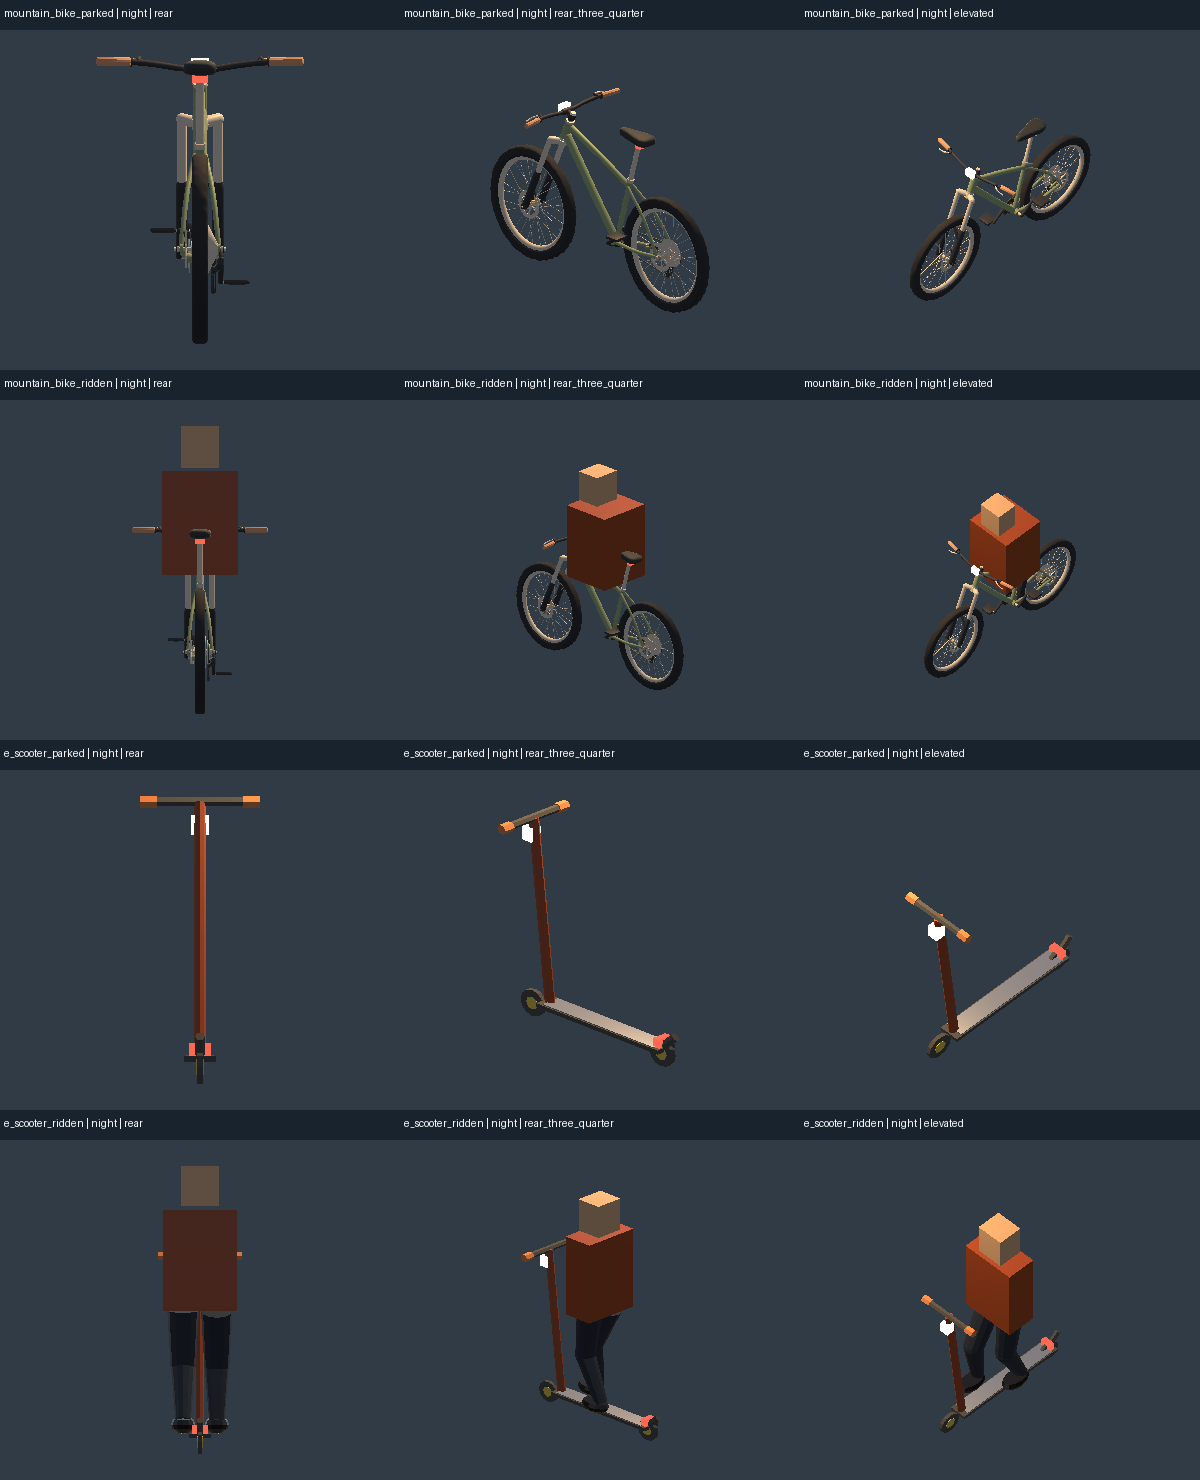 mountain_bike_parked | night | rear
mountain_bike_parked | night | rear_three_quarter
mountain_bike_parked | night | elevated
mountain_bike_ridden | night | rear
mountain_bike_ridden | night | rear_three_quarter
mountain_bike_ridden | night | elevated
e_scooter_parked | night | rear
e_scooter_parked | night | rear_three_quarter
e_scooter_parked | night | elevated
e_scooter_ridden | night | rear
e_scooter_ridden | night | rear_three_quarter
e_scooter_ridden | night | elevated